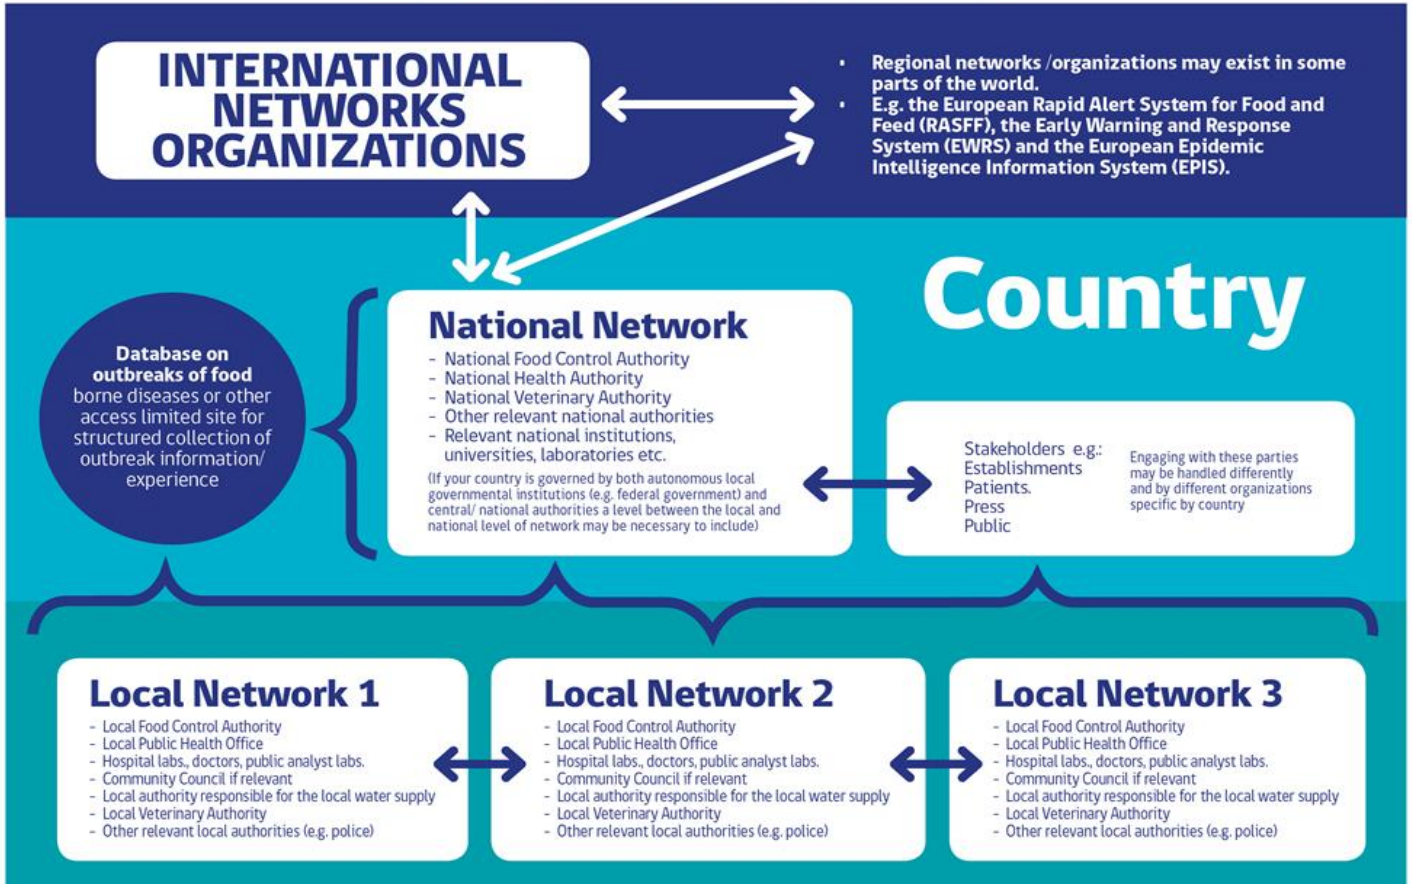 INTERNATIONAL
NETWORKS
ORGANIZATIONS
▪ Regional networks /organizations may exist in some
parts of the world.
▪ E.g. the European Rapid Alert System for Food and
Feed (RASFF), the Early Warning and Response
System (EWRS) and the European Epidemic
Intelligence Information System (EPIS).
Country
Database on
outbreaks of food
borne diseases or other
access limited site for
structured collection of
outbreak information/
experience
National Network
- National Food Control Authority
- National Health Authority
- National Veterinary Authority
- Other relevant national authorities
- Relevant national institutions,
universities, laboratories etc.
(If your country is governed by both autonomous local
governmental institutions (e.g. federal government) and
central/ national authorities a level between the local and
national level of network may be necessary to include)
Stakeholders e.g.:
Establishments
Patients.
Press
Public
Engaging with these parties
may be handled differently
and by different organizations
specific by country
Local Network 1
- Local Food Control Authority
- Local Public Health Office
- Hospital labs., doctors, public analyst labs.
- Community Council if relevant
- Local authority responsible for the local water supply
- Local Veterinary Authority
- Other relevant local authorities (e.g. police)
Local Network 2
- Local Food Control Authority
- Local Public Health Office
- Hospital labs., doctors, public analyst labs.
- Community Council if relevant
- Local authority responsible for the local water supply
- Local Veterinary Authority
- Other relevant local authorities (e.g. police)
Local Network 3
- Local Food Control Authority
- Local Public Health Office
- Hospital labs., doctors, public analyst labs.
- Community Council if relevant
- Local authority responsible for the local water supply
- Local Veterinary Authority
- Other relevant local authorities (e.g. police)